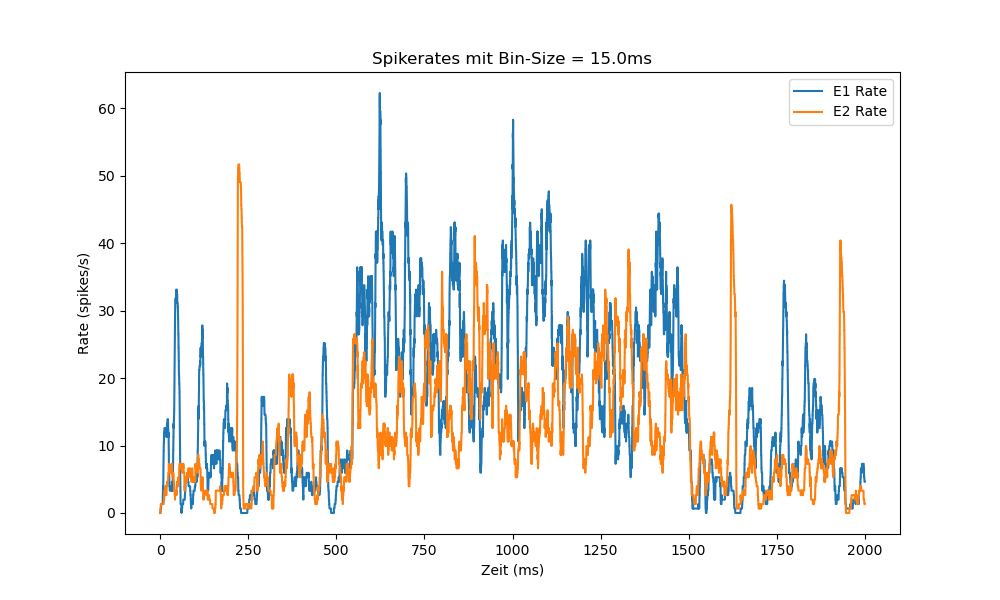 Spikerates mit Bin-Size = 15.0ms
E1 Rate
E2 Rate
60
50
40
30
20
10
0
Rate (spikes/s)
0 250 500 750 1000 1250 1500 1750 2000
Zeit (ms)